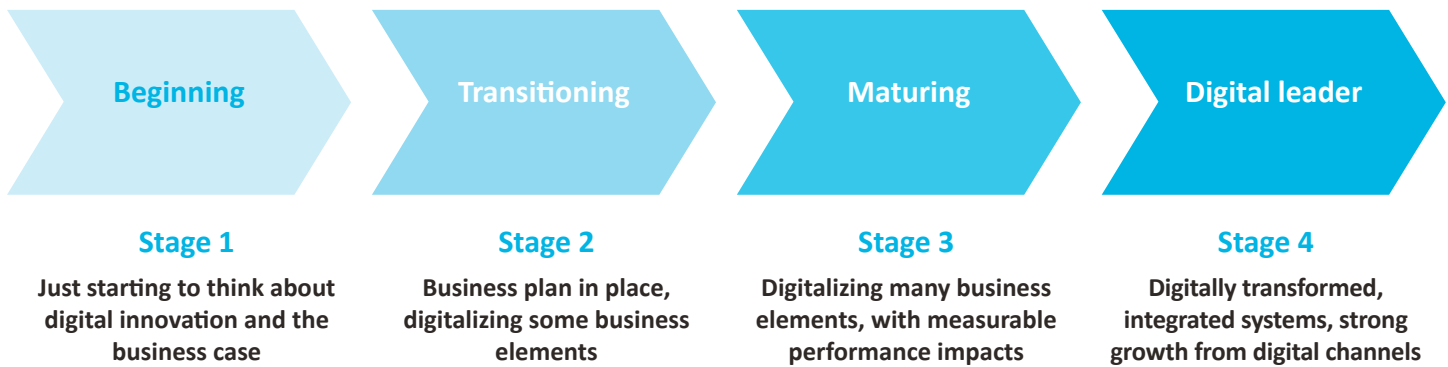 Beginning
Transitioning
Maturing
Digital leader
Stage 1
Just starting to think about
digital innovation and the
business case
Stage 2
Business plan in place,
digitalizing some business
elements
Stage 3
Digitalizing many business
elements, with measurable
performance impacts
Stage 4
Digitally transformed,
integrated systems, strong
growth from digital channels